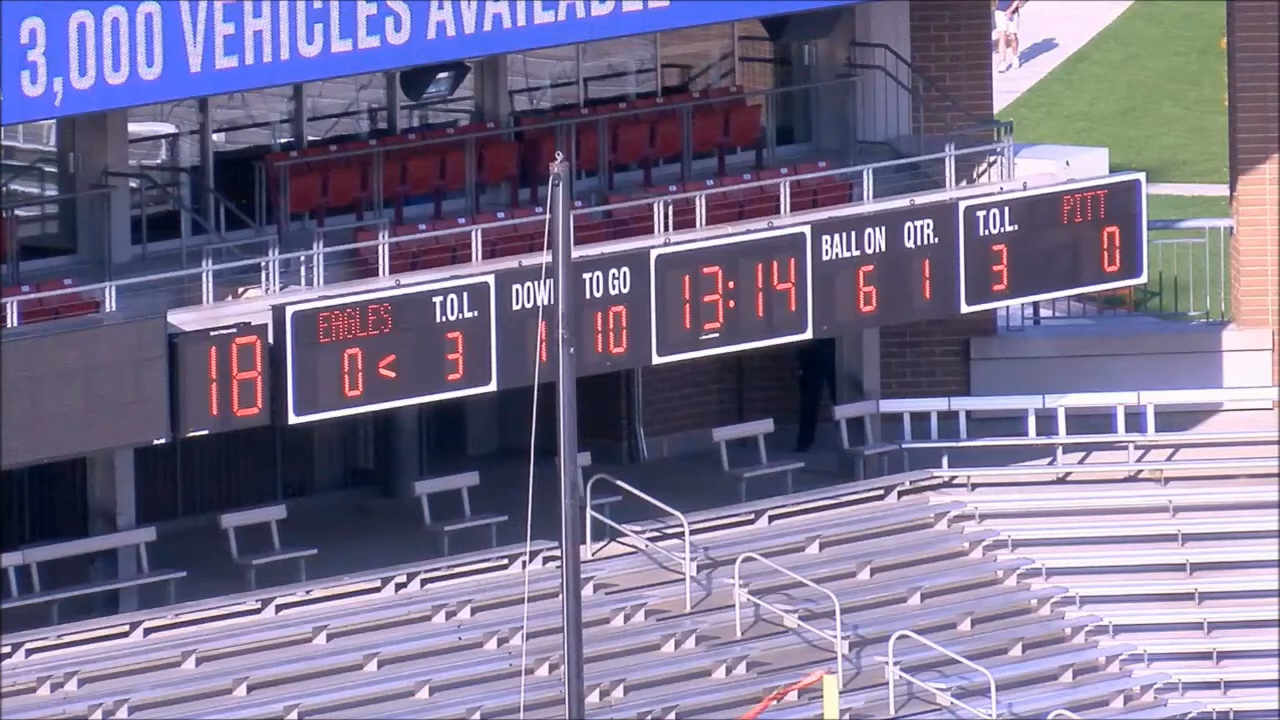 3,000 VEHICLES AVAILABLE
18
EAGLES T.O.L.
0 < 3
DOWN TO GO
1 10
13:14
BALL ON QTR.
6 1
T.O.L. PITT
3 0